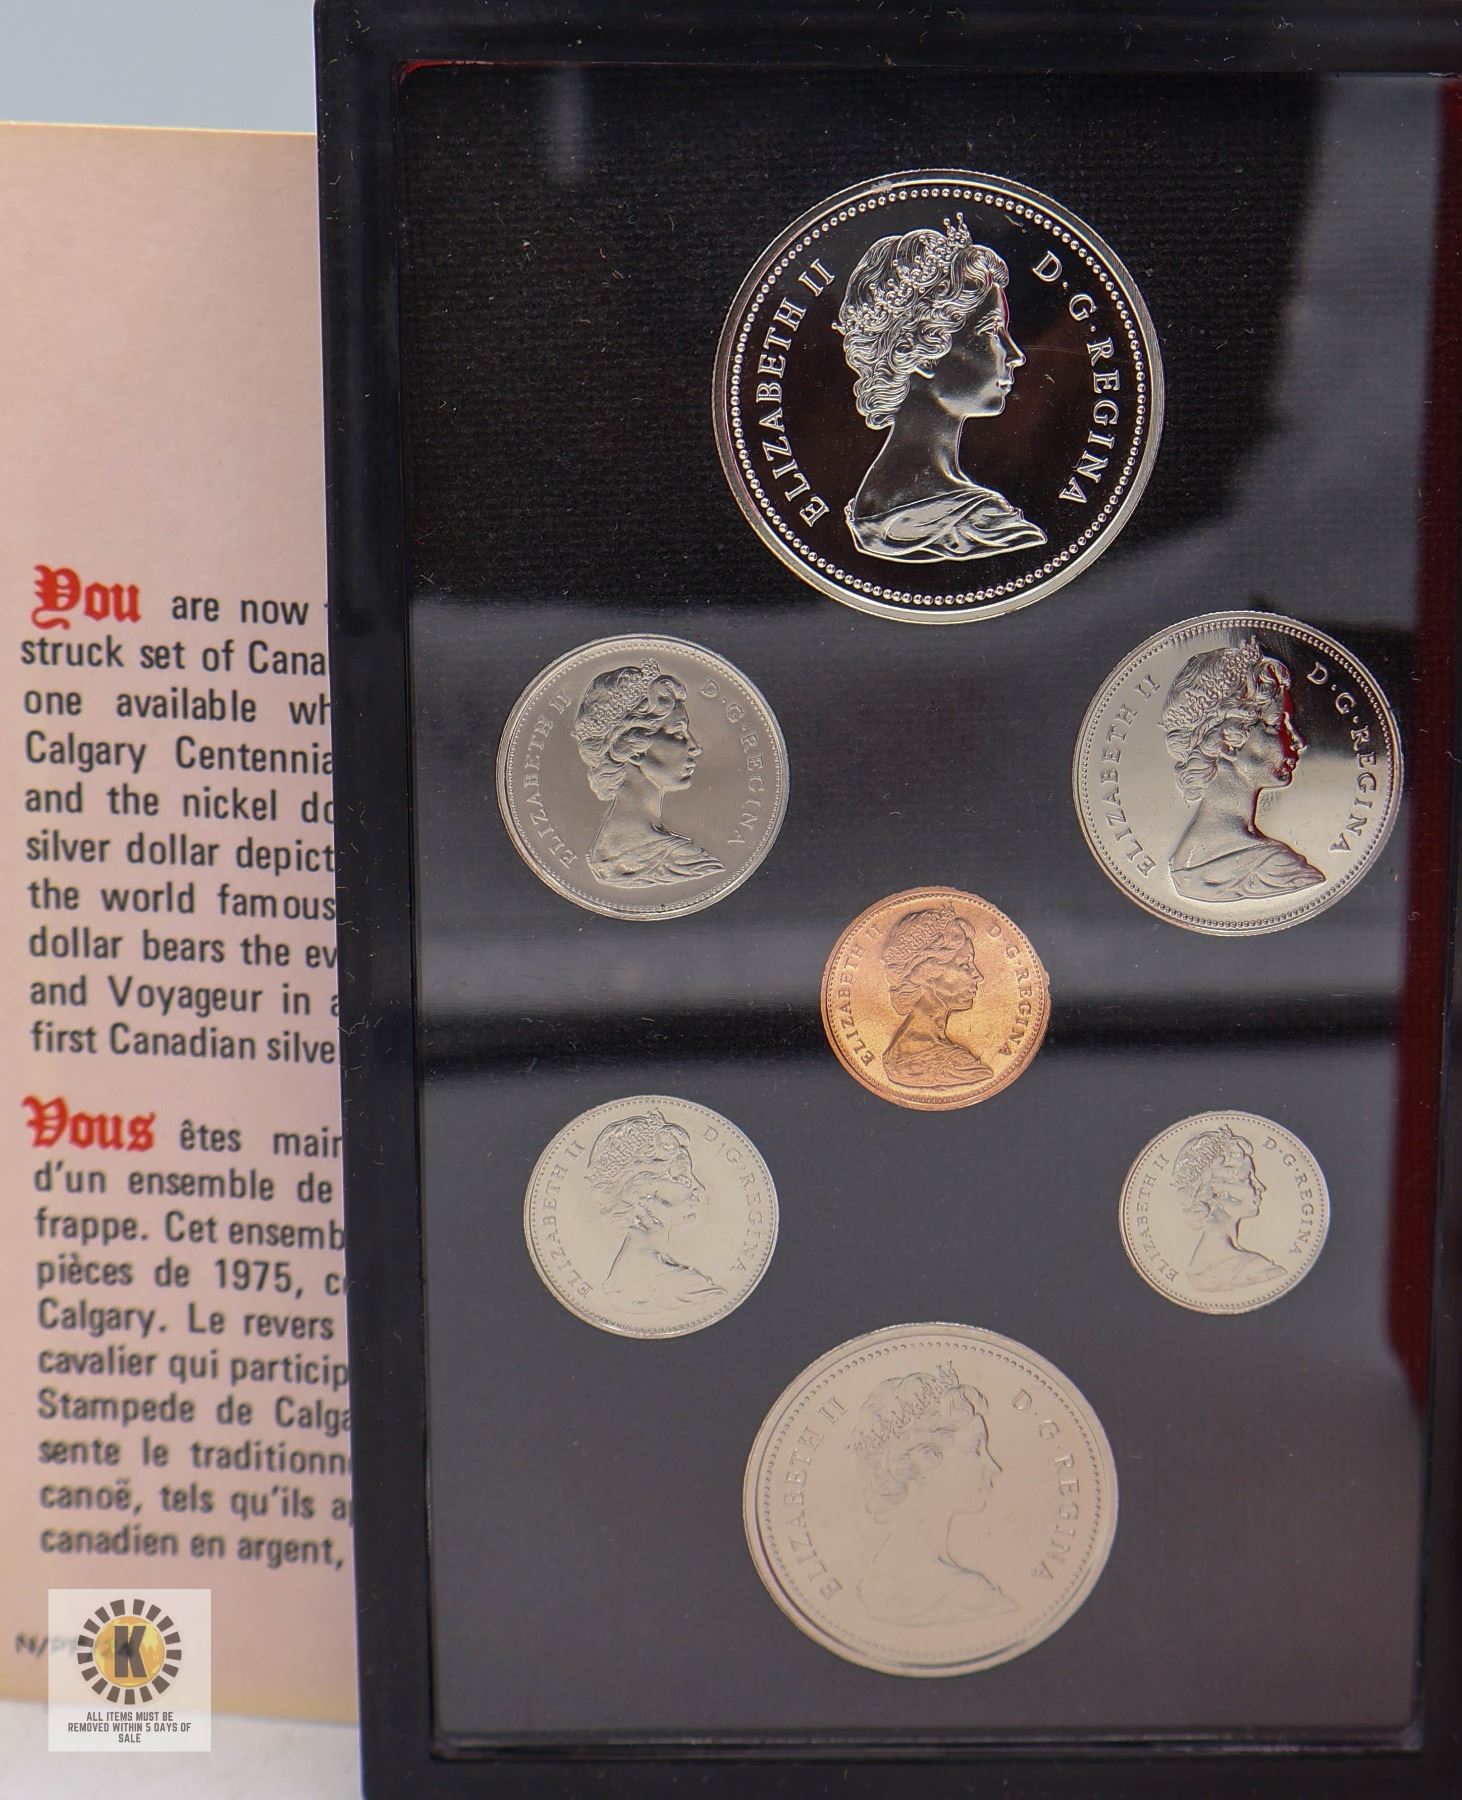 You are now
struck set of Cana
one available wh
Calgary Centennia
and the nickel do
silver dollar depict
the world famous
dollar bears the ev
and Voyageur in a
first Canadian silve
Vous êtes main
d'un ensemble de
frappe. Cet ensemb
pièces de 1975, c
Calgary. Le revers
cavalier qui particip
Stampede de Calga
sente le traditionn
canoë, tels qu'ils a
canadien en argent,
ELIZABETH II D·G·REGINA
ELIZABETH II D·G·REGINA
ELIZABETH II D·G·REGINA
ELIZABETH II D·G·REGINA
ELIZABETH II D·G·REGINA
ELIZABETH II D·G·REGINA
ELIZABETH II D·G·REGINA
K
ALL ITEMS MUST BE
REMOVED WITHIN 5 DAYS OF
SALE